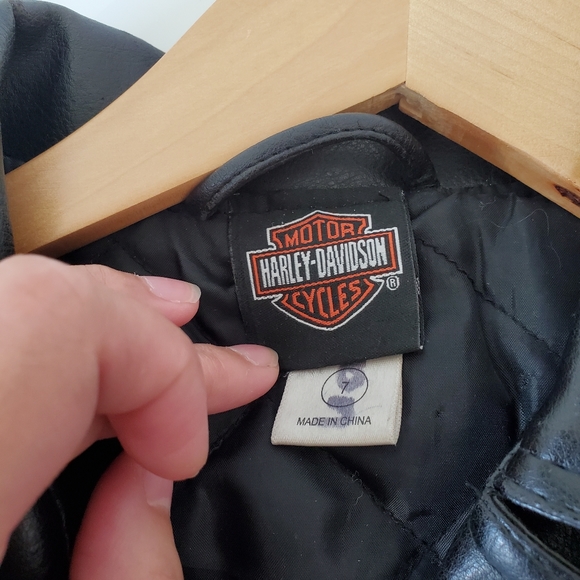 MOTOR
HARLEY-DAVIDSON
CYCLES
®
7
MADE IN CHINA